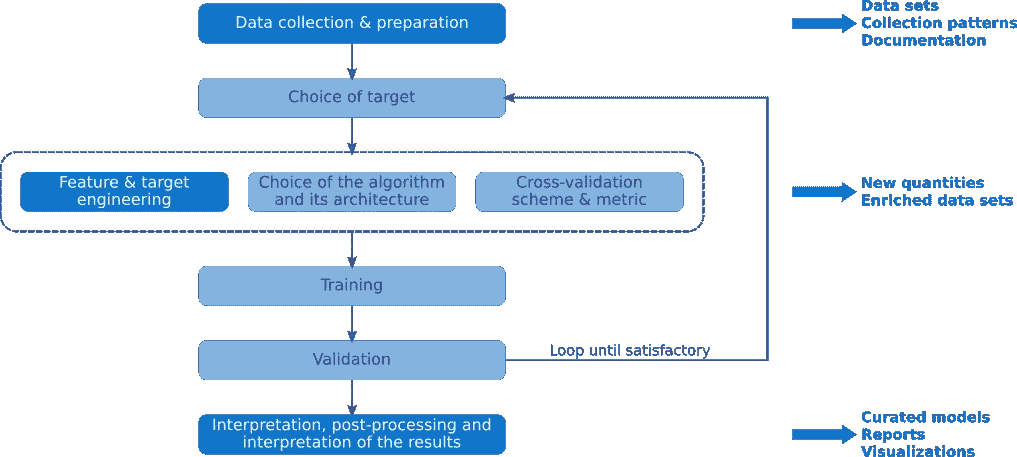 Data collection & preparation
Data sets
Collection patterns
Documentation
Choice of target
Feature & target
engineering
Choice of the algorithm
and its architecture
Cross-validation
scheme & metric
New quantities
Enriched data sets
Training
Validation
Loop until satisfactory
Interpretation, post-processing and
interpretation of the results
Curated models
Reports
Visualizations